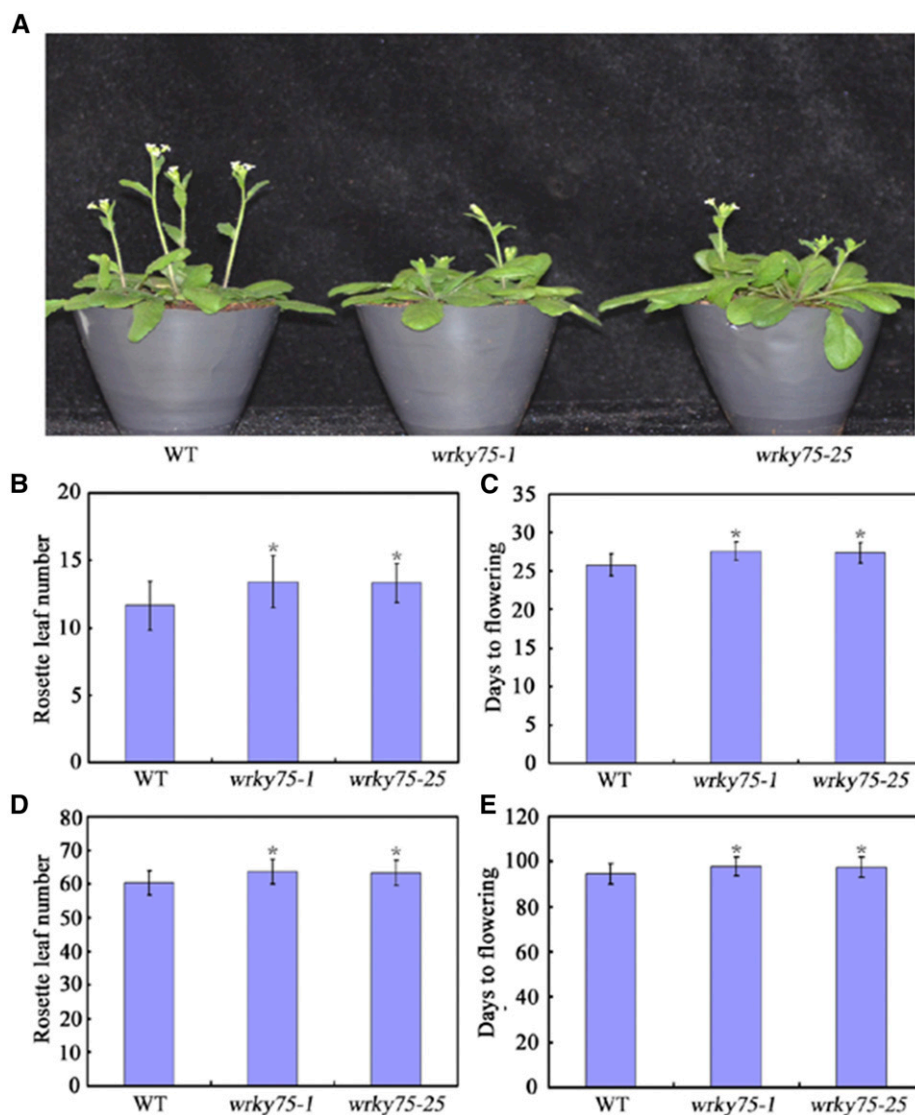 A
WT wrky75-1 wrky75-25
B
Rosette leaf number
20
15
10
5
0
* *
WT wrky75-1 wrky75-25
C
Days to flowering
35
30
25
20
15
10
5
0
* *
WT wrky75-1 wrky75-25
D
Rosette leaf number
80
70
60
50
40
30
20
10
0
* *
WT wrky75-1 wrky75-25
E
Days to flowering
120
100
80
60
40
20
0
* *
WT wrky75-1 wrky75-25